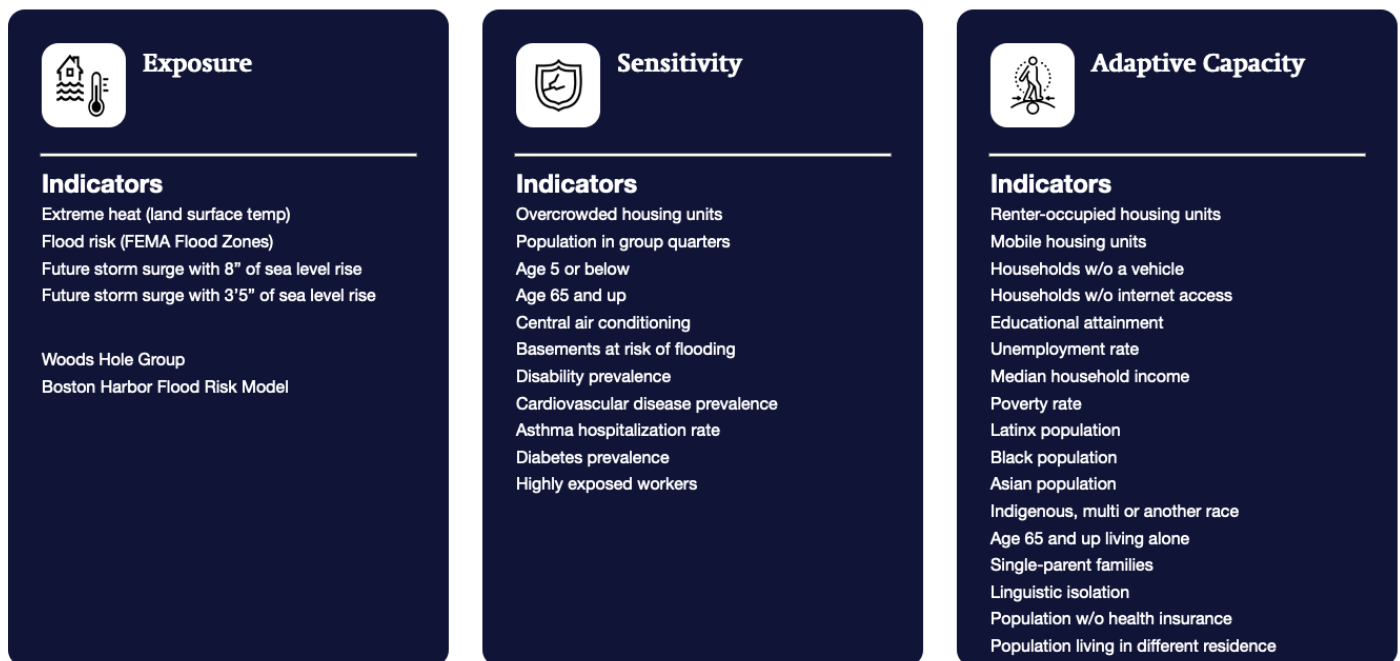 Exposure
Indicators
Extreme heat (land surface temp)
Flood risk (FEMA Flood Zones)
Future storm surge with 8” of sea level rise
Future storm surge with 3’5” of sea level rise
Woods Hole Group
Boston Harbor Flood Risk Model
Sensitivity
Indicators
Overcrowded housing units
Population in group quarters
Age 5 or below
Age 65 and up
Central air conditioning
Basements at risk of flooding
Disability prevalence
Cardiovascular disease prevalence
Asthma hospitalization rate
Diabetes prevalence
Highly exposed workers
Adaptive Capacity
Indicators
Renter-occupied housing units
Mobile housing units
Households w/o a vehicle
Households w/o internet access
Educational attainment
Unemployment rate
Median household income
Poverty rate
Latinx population
Black population
Asian population
Indigenous, multi or another race
Age 65 and up living alone
Single-parent families
Linguistic isolation
Population w/o health insurance
Population living in different residence